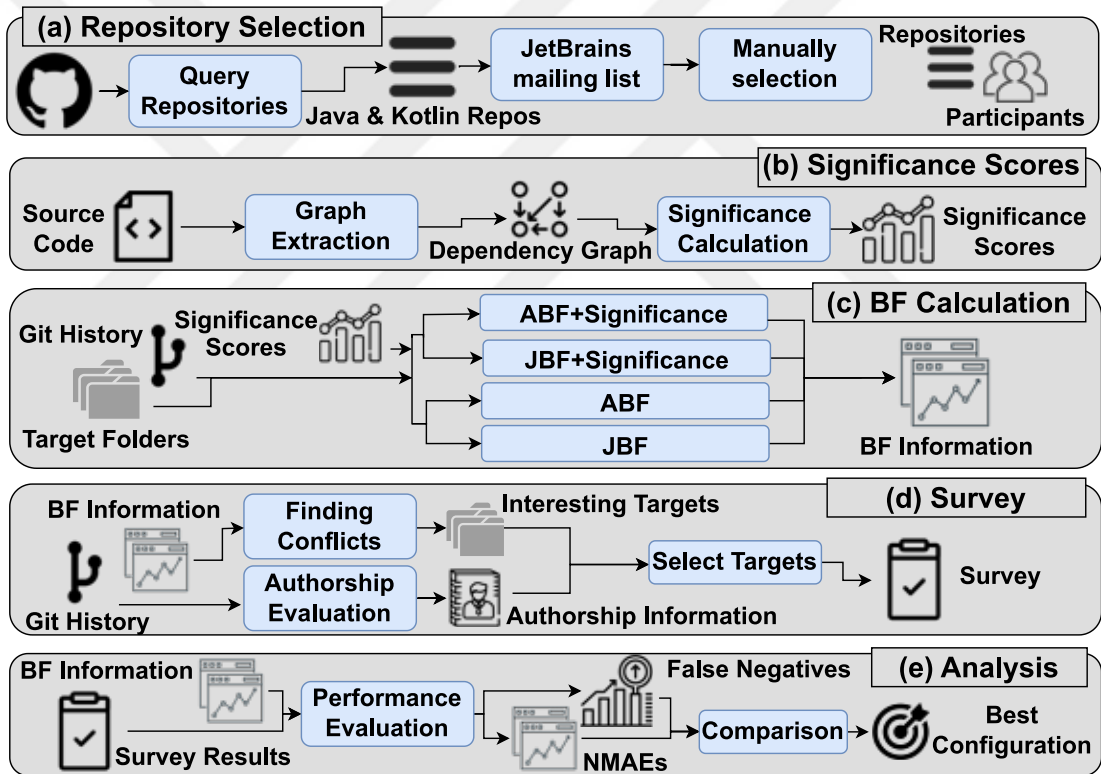 (a) Repository Selection
Query
Repositories
Java & Kotlin Repos
JetBrains
mailing list
Manually
selection
Repositories
Participants
(b) Significance Scores
Source
Code
Graph
Extraction
Dependency Graph
Significance
Calculation
Significance
Scores
(c) BF Calculation
Git History
Significance
Scores
Target Folders
ABF+Significance
JBF+Significance
ABF
JBF
BF Information
(d) Survey
BF Information
Git History
Finding
Conflicts
Authorship
Evaluation
Interesting Targets
Authorship Information
Select Targets
Survey
(e) Analysis
BF Information
Survey Results
Performance
Evaluation
False Negatives
NMAEs
Comparison
Best
Configuration